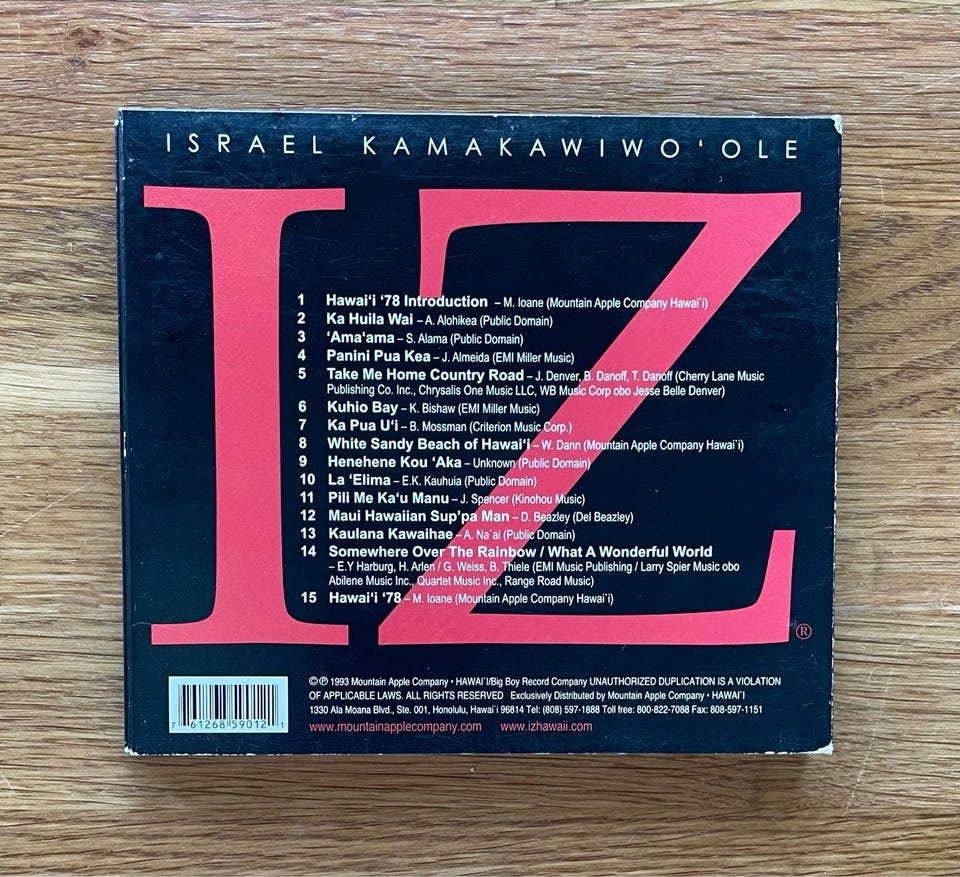 ISRAEL KAMAKAWIWO‘OLE
IZ®
1 Hawai‘i ‘78 Introduction – M. Ioane (Mountain Apple Company Hawai`i)
2 Ka Huila Wai – A. Alohikea (Public Domain)
3 ‘Ama‘ama – S. Alama (Public Domain)
4 Panini Pua Kea – J. Almeida (EMI Miller Music)
5 Take Me Home Country Road – J. Denver, B. Danoff, T. Danoff (Cherry Lane Music
Publishing Co. Inc., Chrysalis One Music LLC, WB Music Corp obo Jesse Belle Denver)
6 Kuhio Bay – K. Bishaw (EMI Miller Music)
7 Ka Pua U‘i – B. Mossman (Criterion Music Corp.)
8 White Sandy Beach of Hawai‘i – W. Dann (Mountain Apple Company Hawai`i)
9 Henehene Kou ‘Aka – Unknown (Public Domain)
10 La ‘Elima – E.K. Kauhuia (Public Domain)
11 Pili Me Ka‘u Manu – J. Spencer (Kinohou Music)
12 Maui Hawaiian Sup’pa Man – D. Beazley (Del Beazley)
13 Kaulana Kawaihae – A. Na`ai (Public Domain)
14 Somewhere Over The Rainbow / What A Wonderful World
– E.Y Harburg, H. Arlen / G. Weiss, B. Thiele (EMI Music Publishing / Larry Spier Music obo
Abilene Music Inc., Quartet Music Inc., Range Road Music)
15 Hawai‘i ‘78 – M. Ioane (Mountain Apple Company Hawai`i)
©℗ 1993 Mountain Apple Company • HAWAI`I/Big Boy Record Company UNAUTHORIZED DUPLICATION IS A VIOLATION
OF APPLICABLE LAWS. ALL RIGHTS RESERVED Exclusively Distributed by Mountain Apple Company • HAWAI`I
1330 Ala Moana Blvd., Ste. 001, Honolulu, Hawai`i 96814 Tel: (808) 597-1888 Toll free: 800-822-7088 Fax: 808-597-1151
www.mountainapplecompany.com www.izhawaii.com
7 61268 59012 1